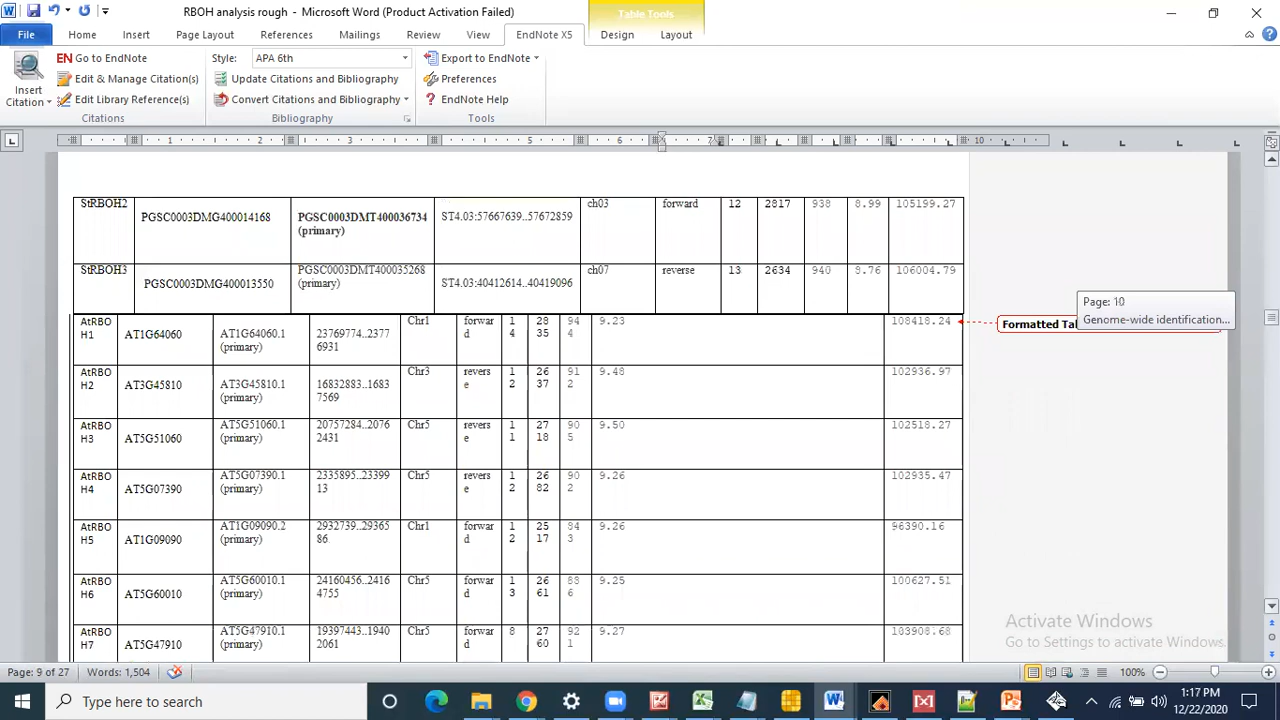 RBOH analysis rough - Microsoft Word (Product Activation Failed)
Table Tools
File Home Insert Page Layout References Mailings Review View EndNote X5 Design Layout
Insert Citation
EN Go to EndNote
Edit & Manage Citation(s)
Edit Library Reference(s)
Citations
Style: APA 6th
Update Citations and Bibliography
Convert Citations and Bibliography
Bibliography
Export to EndNote
Preferences
EndNote Help
Tools
1 2 3 4 5 6 7 10
StRBOH2 PGSC0003DMG400014168 PGSC0003DMT400036734 (primary) ST4.03:57667639..57672859 ch03 forward 12 2817 938 8.99 105199.27
StRBOH3 PGSC0003DMG400013550 PGSC0003DMT400035268 (primary) ST4.03:40412614..40419096 ch07 reverse 13 2634 940 8.76 106004.79
AtRBOH1 AT1G64060 AT1G64060.1 (primary) 23769774..23776931 Chr1 forward 14 2835 944 9.23 108418.24
AtRBOH2 AT3G45810 AT3G45810.1 (primary) 16832883..16837569 Chr3 reverse 12 2637 912 9.48 102936.97
AtRBOH3 AT5G51060 AT5G51060.1 (primary) 20757284..20762431 Chr5 reverse 11 2718 905 9.50 102518.27
AtRBOH4 AT5G07390 AT5G07390.1 (primary) 2335895..2339913 Chr5 reverse 12 2682 902 9.26 102935.47
AtRBOH5 AT1G09090 AT1G09090.2 (primary) 2932739..2936586 Chr1 forward 12 2517 843 9.26 96390.16
AtRBOH6 AT5G60010 AT5G60010.1 (primary) 24160456..24164755 Chr5 forward 13 2661 886 9.25 100627.51
AtRBOH7 AT5G47910 AT5G47910.1 (primary) 19397443..19402061 Chr5 forward 8 2760 921 9.27 103908.68
Formatted Ta
Page: 10
Genome-wide identification...
Activate Windows
Go to Settings to activate Windows.
Page: 9 of 27 Words: 1,504 100%
Type here to search
1:17 PM
12/22/2020